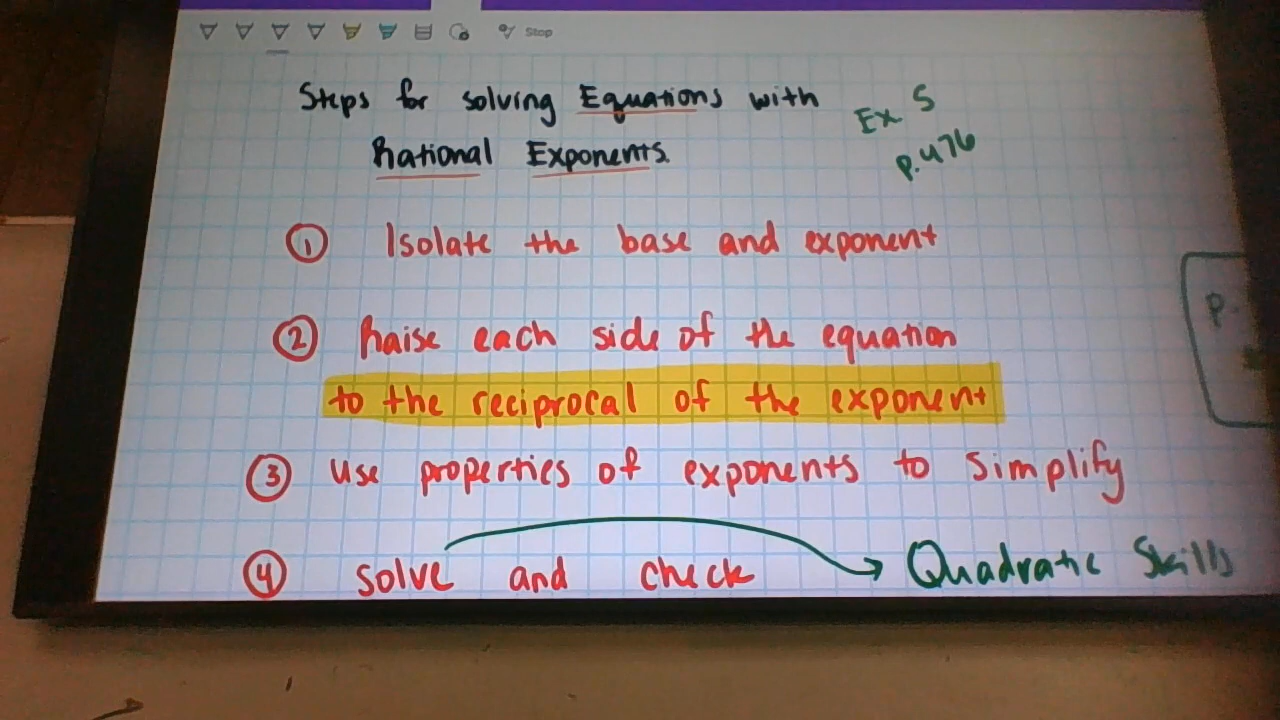 Stop
Steps for solving Equations with
Rational Exponents.
Ex 5
p.476
① Isolate the base and exponent
② Raise each side of the equation
to the reciprocal of the exponent
③ use properties of exponents to simplify
④ solve and check → Quadratic Skills
p.